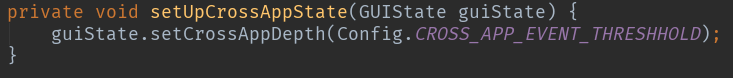 private void setUpCrossAppState(GUIState guiState) {
    guiState.setCrossAppDepth(Config.CROSS_APP_EVENT_THRESHHOLD);
}